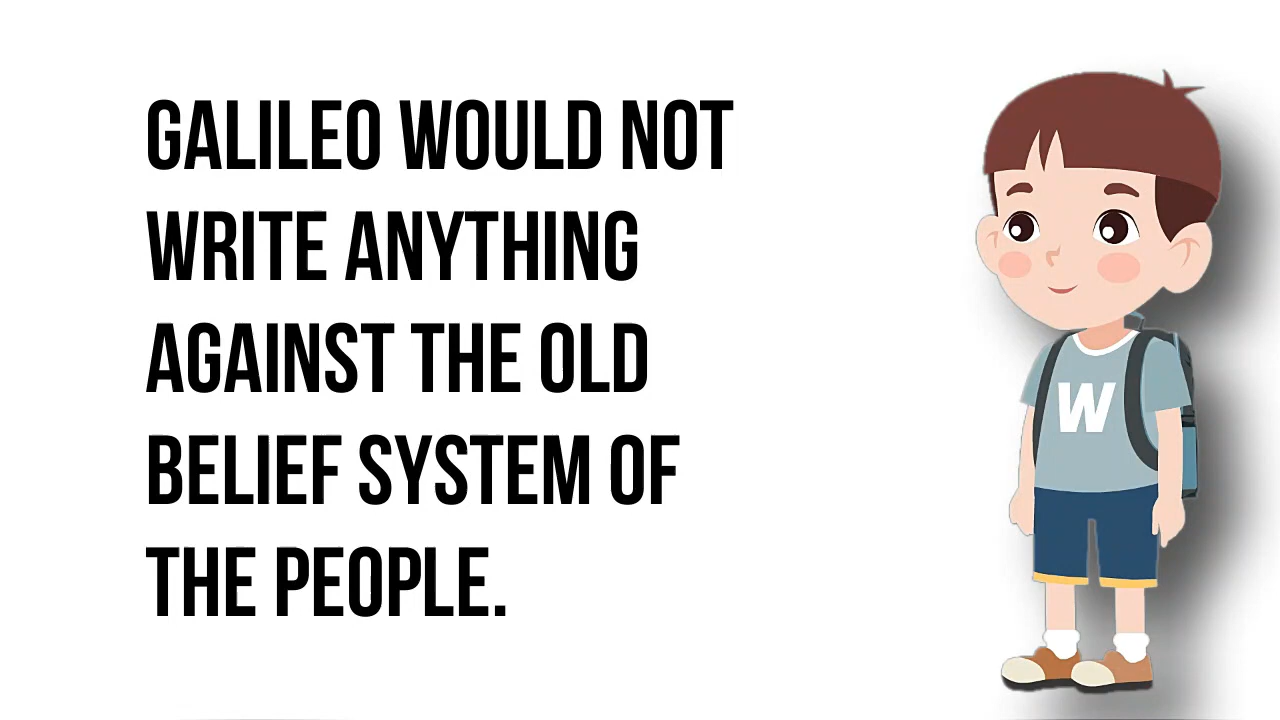 GALILEO WOULD NOT
WRITE ANYTHING
AGAINST THE OLD
BELIEF SYSTEM OF
THE PEOPLE.
W